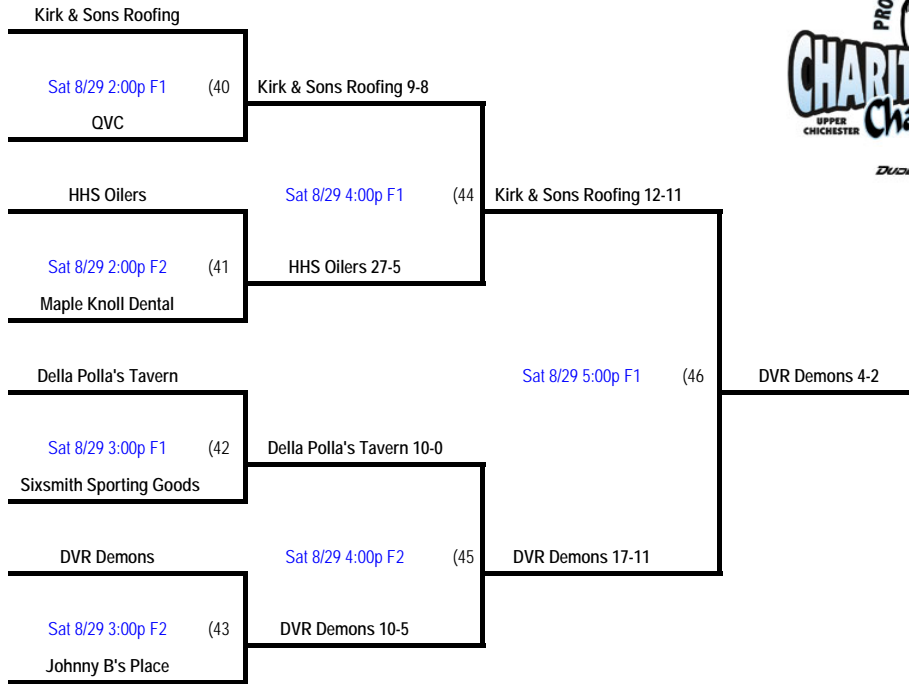 Kirk & Sons Roofing
Sat 8/29 2:00p F1 (40
Kirk & Sons Roofing 9-8
QVC
HHS Oilers
Sat 8/29 4:00p F1 (44
Kirk & Sons Roofing 12-11
Sat 8/29 2:00p F2 (41
HHS Oilers 27-5
Maple Knoll Dental
Della Polla's Tavern
Sat 8/29 5:00p F1 (46
DVR Demons 4-2
Sat 8/29 3:00p F1 (42
Della Polla's Tavern 10-0
Sixsmith Sporting Goods
DVR Demons
Sat 8/29 4:00p F2 (45
DVR Demons 17-11
Sat 8/29 3:00p F2 (43
DVR Demons 10-5
Johnny B's Place
PRO
CHARIT
UPPER
CHICHESTER
Cha